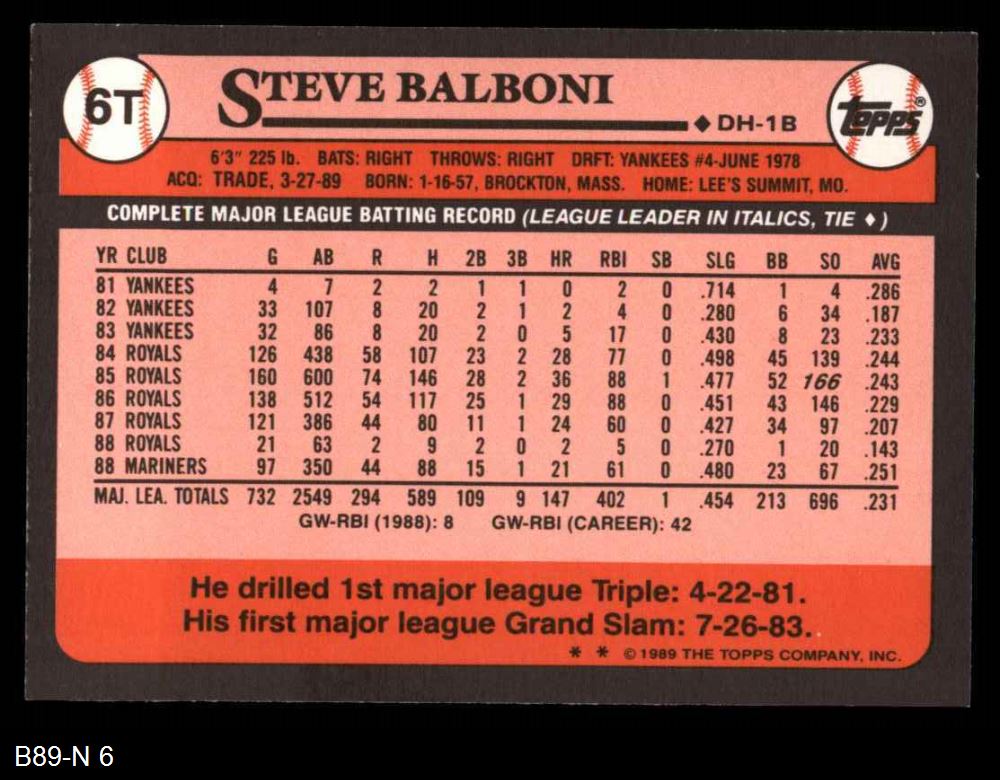 6T
STEVE BALBONI
◆ DH-1B
Topps®
6'3" 225 lb. BATS: RIGHT THROWS: RIGHT DRFT: YANKEES #4-JUNE 1978
ACQ: TRADE, 3-27-89 BORN: 1-16-57, BROCKTON, MASS. HOME: LEE'S SUMMIT, MO.
COMPLETE MAJOR LEAGUE BATTING RECORD (LEAGUE LEADER IN ITALICS, TIE ♦)
YR CLUB G AB R H 2B 3B HR RBI SB SLG BB SO AVG
81 YANKEES 4 7 2 2 1 1 0 2 0 .714 1 4 .286
82 YANKEES 33 107 8 20 2 1 2 4 0 .280 6 34 .187
83 YANKEES 32 86 8 20 2 0 5 17 0 .430 8 23 .233
84 ROYALS 126 438 58 107 23 2 28 77 0 .498 45 139 .244
85 ROYALS 160 600 74 146 28 2 36 88 1 .477 52 166 .243
86 ROYALS 138 512 54 117 25 1 29 88 0 .451 43 146 .229
87 ROYALS 121 386 44 80 11 1 24 60 0 .427 34 97 .207
88 ROYALS 21 63 2 9 2 0 2 5 0 .270 1 20 .143
88 MARINERS 97 350 44 88 15 1 21 61 0 .480 23 67 .251
MAJ. LEA. TOTALS 732 2549 294 589 109 9 147 402 1 .454 213 696 .231
GW-RBI (1988): 8 GW-RBI (CAREER): 42
He drilled 1st major league Triple: 4-22-81.
His first major league Grand Slam: 7-26-83.
* * © 1989 THE TOPPS COMPANY, INC.
B89-N 6